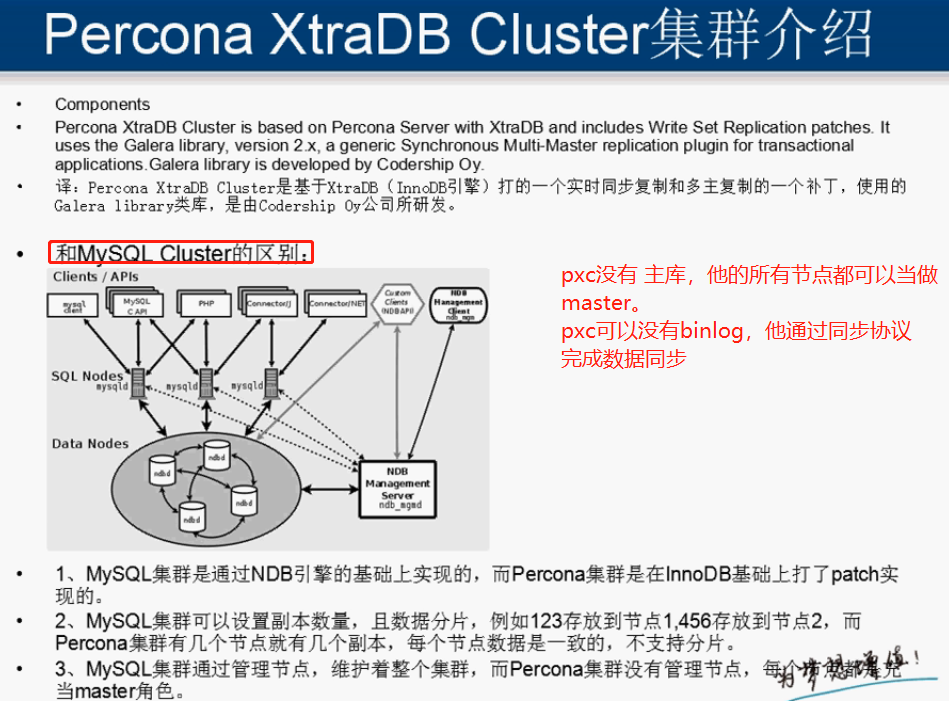 Percona XtraDB Cluster集群介绍
• Components
• Percona XtraDB Cluster is based on Percona Server with XtraDB and includes Write Set Replication patches. It
uses the Galera library, version 2.x, a generic Synchronous Multi-Master replication plugin for transactional
applications.Galera library is developed by Codership Oy.
• 译：Percona XtraDB Cluster是基于XtraDB（InnoDB引擎）打的一个实时同步复制和多主复制的一个补丁，使用的
Galera library类库，是由Codership Oy公司所研发。
• 和MySQL Cluster的区别：
pxc没有 主库，他的所有节点都可以当做
master。
pxc可以没有binlog，他通过同步协议
完成数据同步
Clients / APIs
mysql
client
MySQL
C API
PHP
Connector/J
Connector/NET
Custom
Clients
(NDBAPI)
NDB
Management
Client
ndb_mgm
SQL Nodes
mysqld
mysqld
mysqld
Data Nodes
ndbd
ndbd
ndbd
ndbd
NDB
Management
Server
ndb_mgmd
• 1、MySQL集群是通过NDB引擎的基础上实现的，而Percona集群是在InnoDB基础上打了patch实
现的。
• 2、MySQL集群可以设置副本数量，且数据分片，例如123存放到节点1,456存放到节点2，而
Percona集群有几个节点就有几个副本，每个节点数据是一致的，不支持分片。
• 3、MySQL集群通过管理节点，维护着整个集群，而Percona集群没有管理节点，每个节点都是充
当master角色。